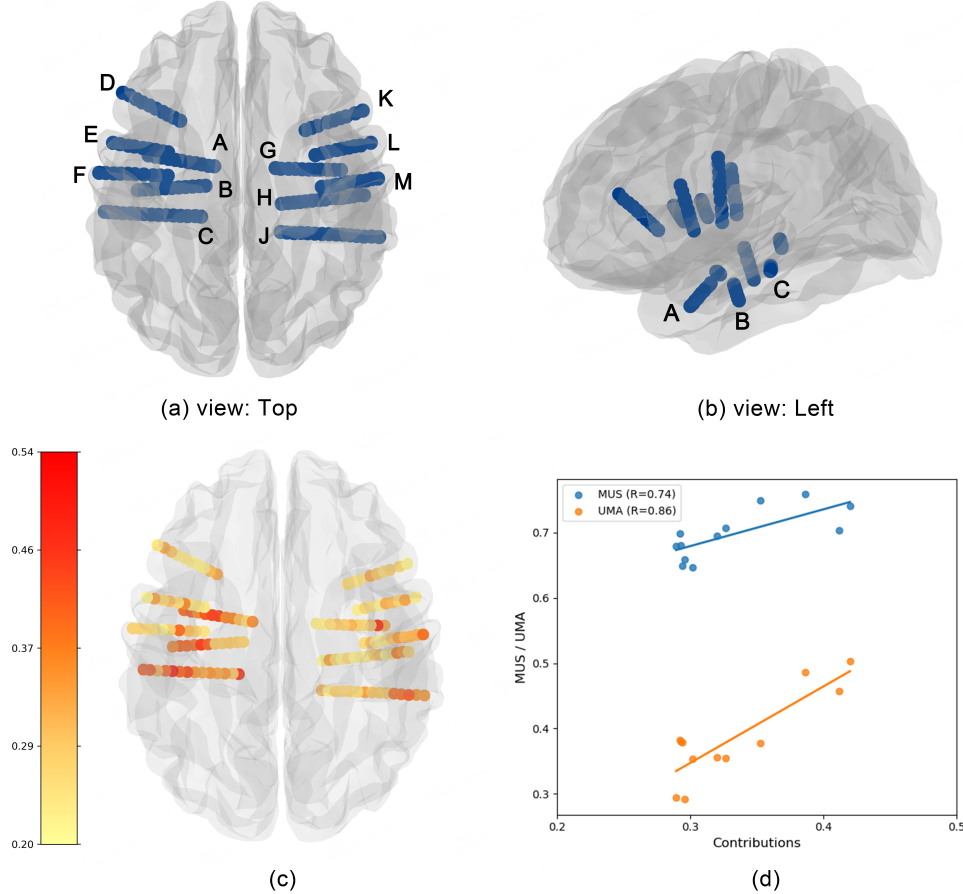 D
K
E
A
G
L
F
B
H
M
C
J
A
B
C
(a) view: Top
(b) view: Left
0.54
0.46
0.37
0.29
0.20
(c)
MUS (R=0.74)
UMA (R=0.86)
MUS / UMA
0.7
0.6
0.5
0.4
0.3
0.2 0.3 0.4 0.5
Contributions
(d)